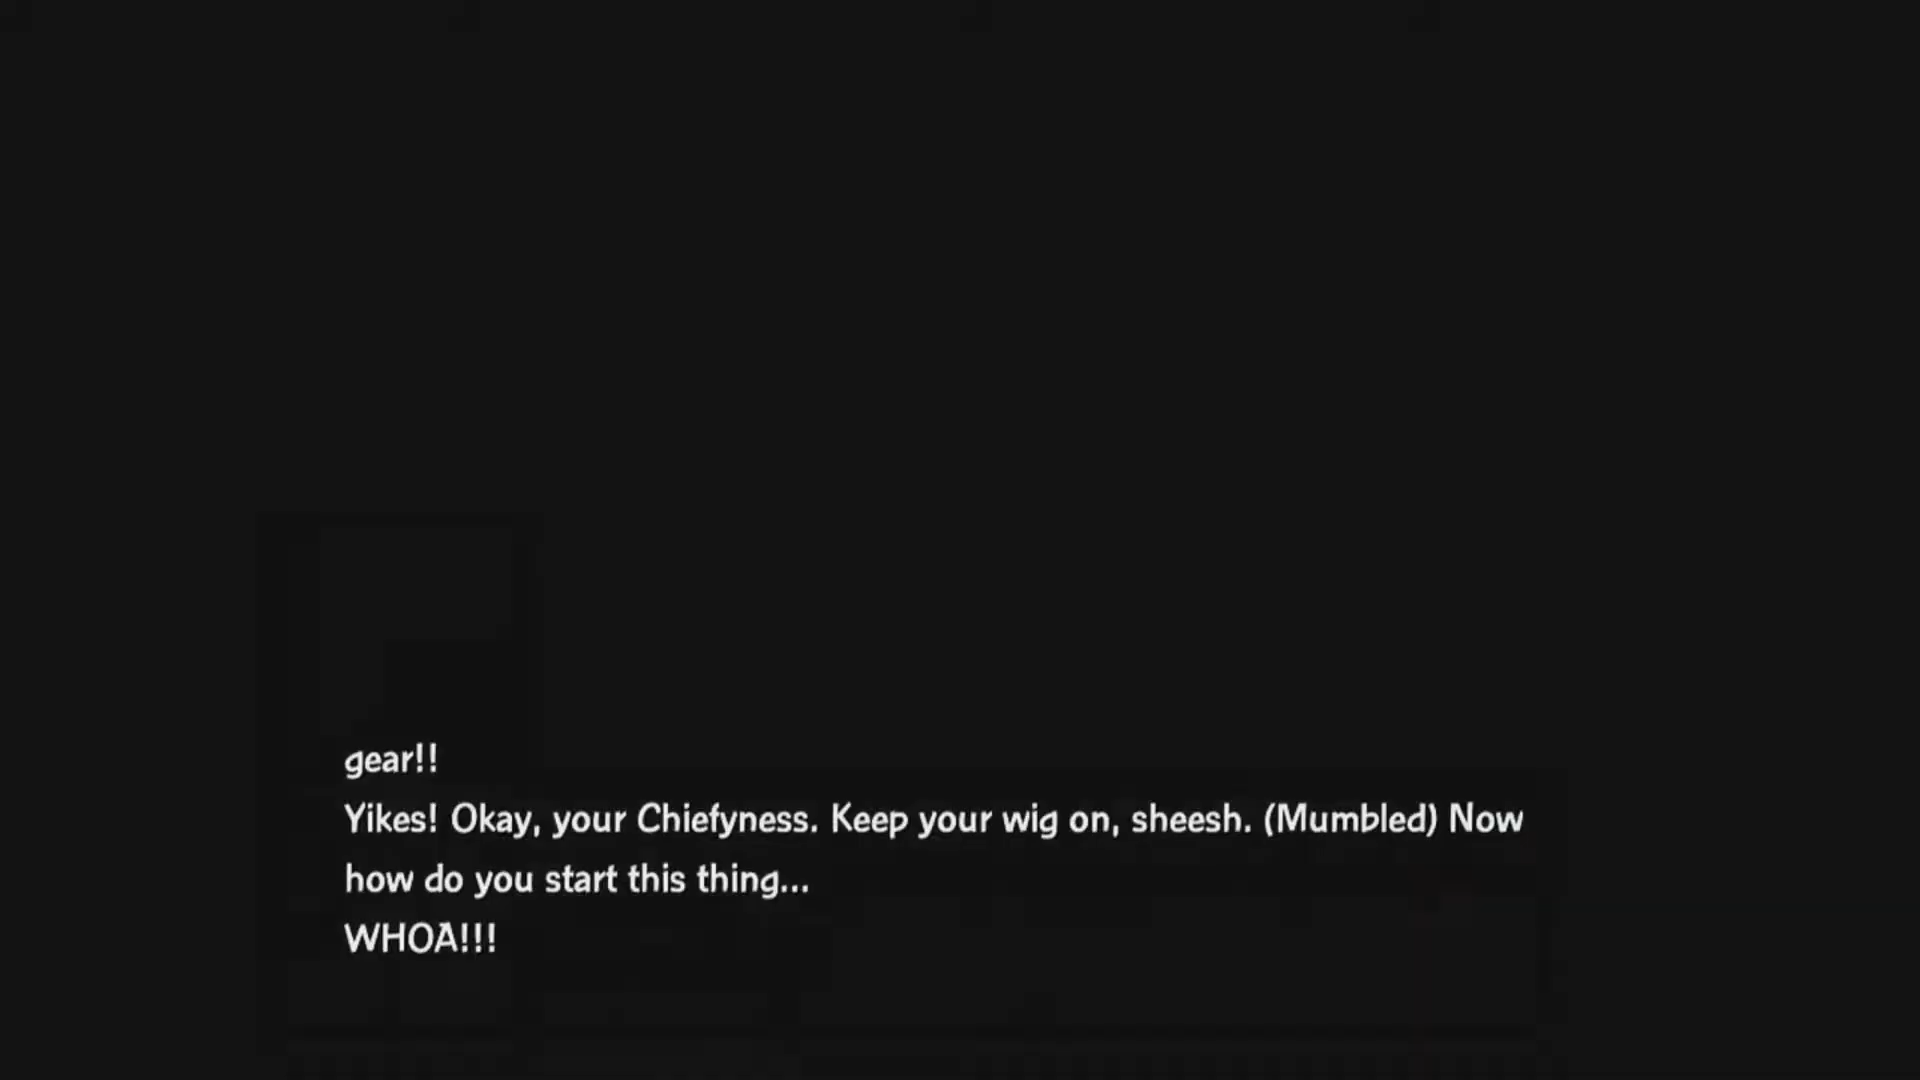 gear!!
Yikes! Okay, your Chiefyness. Keep your wig on, sheesh. (Mumbled) Now
how do you start this thing...
WHOA!!!